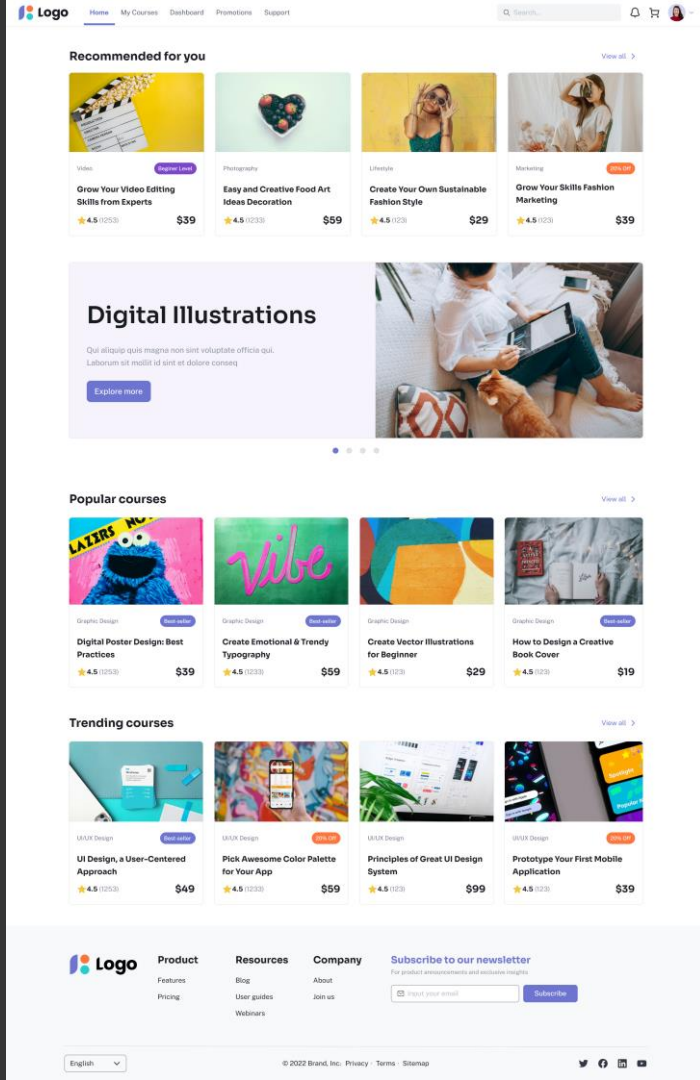 Logo
Home My Courses Dashboard Promotions Support
Search...
Recommended for you
View all
Video
Beginer Level
Grow Your Video Editing
Skills from Experts
4.5 (1253)
$39
Photography
Easy and Creative Food Art
Ideas Decoration
4.5 (1233)
$59
Lifestyle
Create Your Own Sustainable
Fashion Style
4.5 (123)
$29
Marketing
20% Off
Grow Your Skills Fashion
Marketing
4.5 (123)
$39
Digital Illustrations
Qui aliquip quis magna non sint voluptate officia qui.
Laborum sit mollit id sint et dolore conseq
Explore more
Popular courses
View all
LAZERS
Graphic Design
Best-seller
Digital Poster Design: Best
Practices
4.5 (1253)
$39
Vibe
Graphic Design
Best-seller
Create Emotional & Trendy
Typography
4.5 (1233)
$59
Graphic Design
Create Vector Illustrations
for Beginner
4.5 (123)
$29
Graphic Design
Best-seller
How to Design a Creative
Book Cover
4.5 (123)
$19
Trending courses
View all
UI/UX Design
Best-seller
UI Design, a User-Centered
Approach
4.5 (1253)
$49
UI/UX Design
20% Off
Pick Awesome Color Palette
for Your App
4.5 (1233)
$59
UI/UX Design
Principles of Great UI Design
System
4.5 (123)
$99
Spotlight
Popular
UI/UX Design
20% Off
Prototype Your First Mobile
Application
4.5 (123)
$39
Logo
Product
Features
Pricing
Resources
Blog
User guides
Webinars
Company
About
Join us
Subscribe to our newsletter
For product announcements and exclusive insights
Input your email
Subscribe
English
© 2022 Brand, Inc. · Privacy · Terms · Sitemap